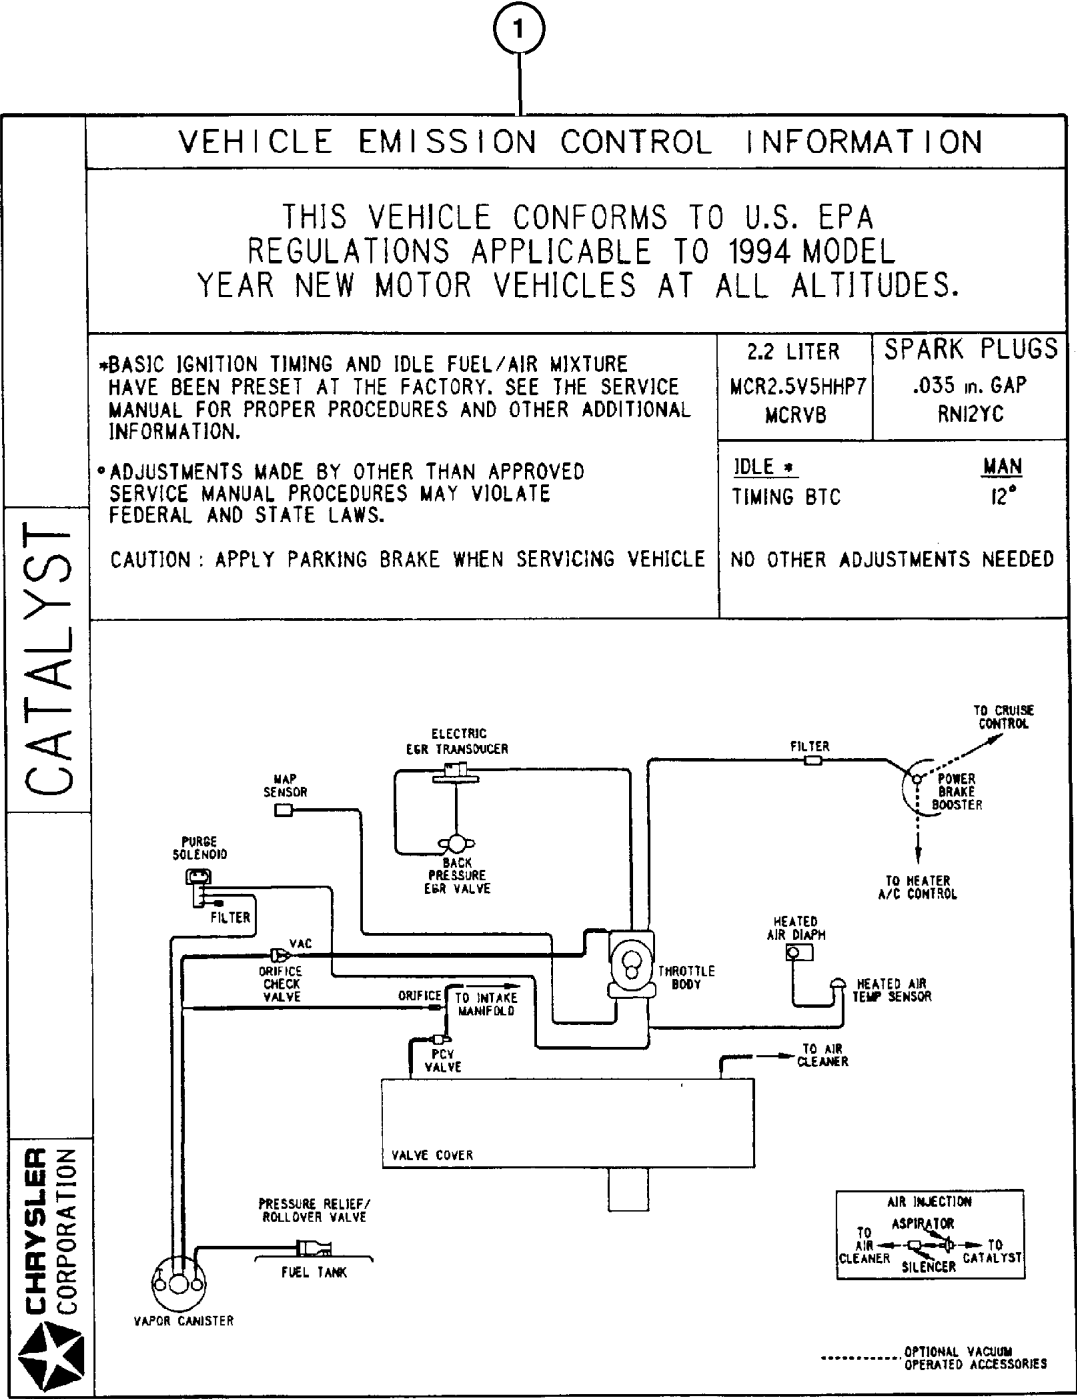 1
VEHICLE EMISSION CONTROL INFORMATION
THIS VEHICLE CONFORMS TO U.S. EPA
REGULATIONS APPLICABLE TO 1994 MODEL
YEAR NEW MOTOR VEHICLES AT ALL ALTITUDES.
*BASIC IGNITION TIMING AND IDLE FUEL/AIR MIXTURE
HAVE BEEN PRESET AT THE FACTORY. SEE THE SERVICE
MANUAL FOR PROPER PROCEDURES AND OTHER ADDITIONAL
INFORMATION.
°ADJUSTMENTS MADE BY OTHER THAN APPROVED
SERVICE MANUAL PROCEDURES MAY VIOLATE
FEDERAL AND STATE LAWS.
CAUTION : APPLY PARKING BRAKE WHEN SERVICING VEHICLE
2.2 LITER
MCR2.5V5HHP7
MCRVB
SPARK PLUGS
.035 in. GAP
RN12YC
IDLE * MAN
TIMING BTC 12°
NO OTHER ADJUSTMENTS NEEDED
CATALYST
CHRYSLER
CORPORATION
ELECTRIC
EGR TRANSDUCER
MAP
SENSOR
PURGE
SOLENOID
FILTER
BACK
PRESSURE
EGR VALVE
FILTER
TO CRUISE
CONTROL
POWER
BRAKE
BOOSTER
TO HEATER
A/C CONTROL
VAC
ORIFICE
CHECK
VALVE
ORIFICE
TO INTAKE
MANIFOLD
PCV
VALVE
THROTTLE
BODY
HEATED
AIR DIAPH
HEATED AIR
TEMP SENSOR
TO AIR
CLEANER
VALVE COVER
PRESSURE RELIEF/
ROLLOVER VALVE
FUEL TANK
VAPOR CANISTER
AIR INJECTION
ASPIRATOR
TO
AIR
CLEANER
SILENCER
TO
CATALYST
OPTIONAL VACUUM
OPERATED ACCESSORIES